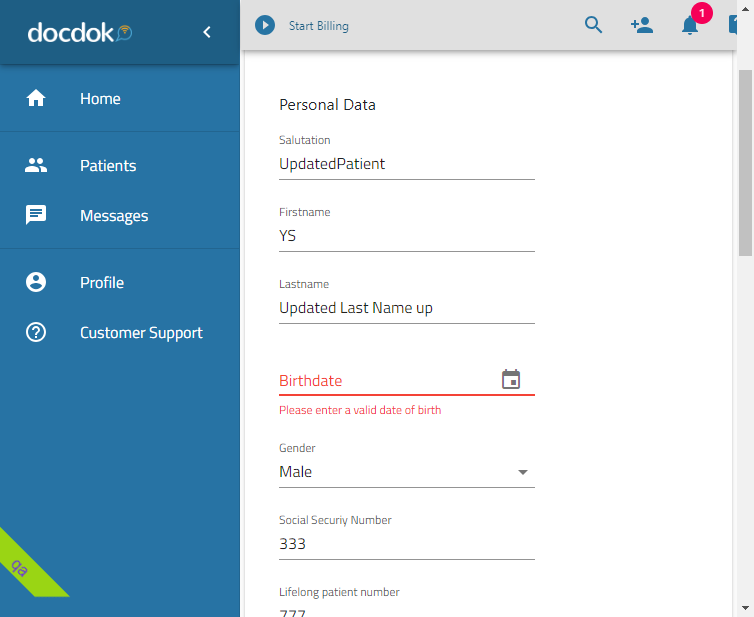 docdok
Start Billing
1
Home
Patients
Messages
Profile
Customer Support
qa
Personal Data
Salutation
UpdatedPatient
Firstname
YS
Lastname
Updated Last Name up
Birthdate
Please enter a valid date of birth
Gender
Male
Social Securiy Number
333
Lifelong patient number
777